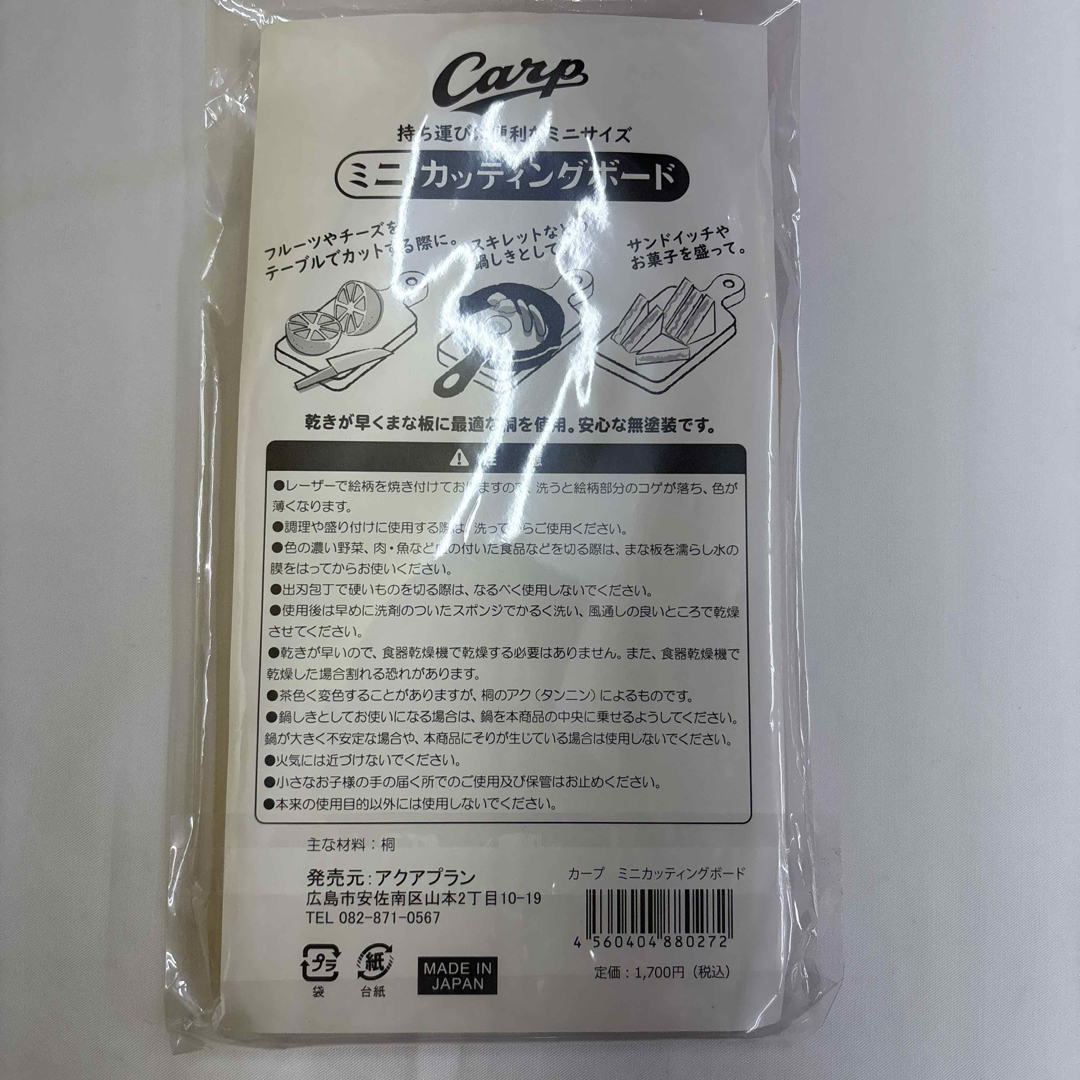 Carp
持ち運びに便利なミニサイズ
ミニ カッティングボード
フルーツやチーズを
テーブルでカットする際に。
スキレットなどの
鍋しきとして
サンドイッチや
お菓子を盛って。
乾きが早くまな板に最適な桐を使用。安心な無塗装です。
注 意
●レーザーで絵柄を焼き付けておりますので、洗うと絵柄部分のコゲが落ち、色が
薄くなります。
●調理や盛り付けに使用する際は、洗ってからご使用ください。
●色の濃い野菜、肉・魚など血の付いた食品などを切る際は、まな板を濡らし水の
膜をはってからお使いください。
●出刃包丁で硬いものを切る際は、なるべく使用しないでください。
●使用後は早めに洗剤のついたスポンジでかるく洗い、風通しの良いところで乾燥
させてください。
●乾きが早いので、食器乾燥機で乾燥する必要はありません。また、食器乾燥機で
乾燥した場合割れる恐れがあります。
●茶色く変色することがありますが、桐のアク(タンニン)によるものです。
●鍋しきとしてお使いになる場合は、鍋を本商品の中央に乗せるようしてください。
鍋が大きく不安定な場合や、本商品にそりが生じている場合は使用しないでください。
●火気には近づけないでください。
●小さなお子様の手の届く所でのご使用及び保管はお止めください。
●本来の使用目的以外には使用しないでください。
主な材料:桐
発売元:アクアプラン
広島市安佐南区山本2丁目10-19
TEL 082-871-0567
プラ
袋
紙
台紙
MADE IN
JAPAN
カープ ミニカッティングボード
4 560404 880272
定価:1,700円(税込)